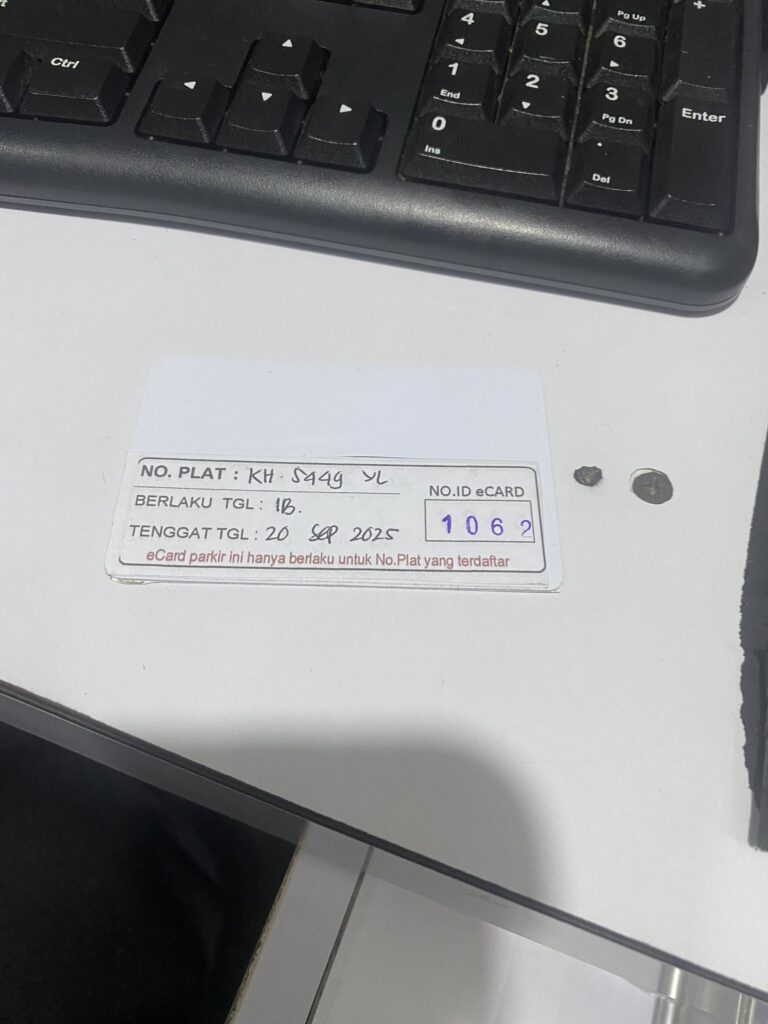 Ctrl
4
5
6
Pg Up
+
1
End
2
3
Pg Dn
Enter
0
Ins
.
Del
NO. PLAT : KH 5449 YL
BERLAKU TGL : 1B.
NO.ID eCARD
1062
TENGGAT TGL : 20 SEP 2025
eCard parkir ini hanya berlaku untuk No.Plat yang terdaftar